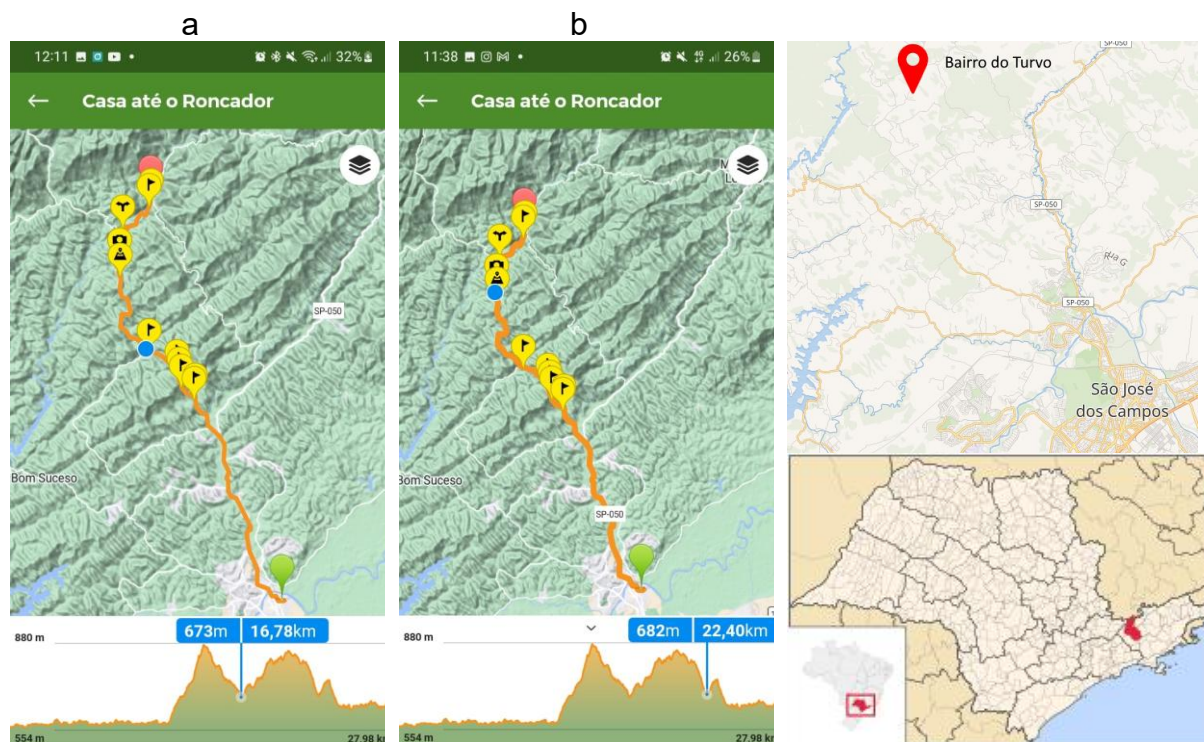 a
b
12:11
32%
Casa até o Roncador
SP-050
Bom Suceso
673m
16,78km
880 m
554 m
27.98 km
11:38
4G
26%
Casa até o Roncador
Bom Suceso
SP-050
682m
22,40km
880 m
554 m
27.98 km
SP-050
Bairro do Turvo
SP-050
Rua G
SP-050
São José
dos Campos